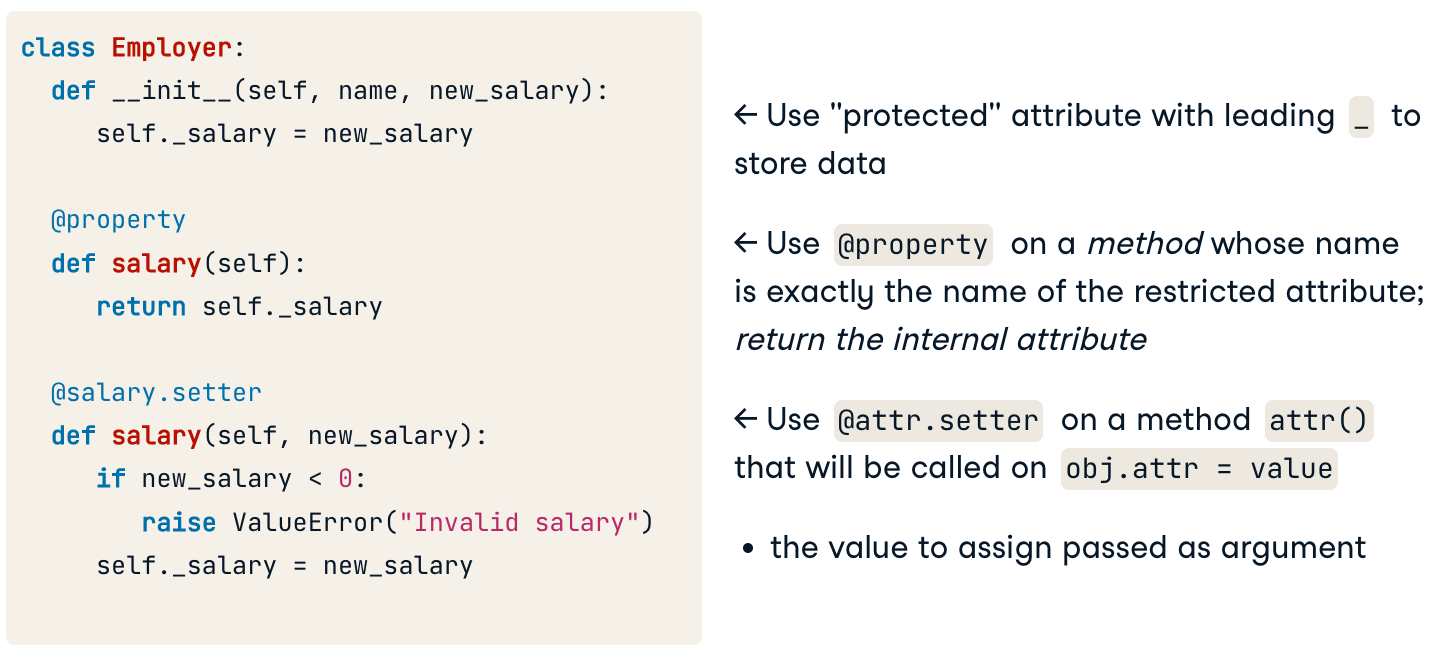 class Employer:
  def __init__(self, name, new_salary):
     self._salary = new_salary

  @property
  def salary(self):
     return self._salary

  @salary.setter
  def salary(self, new_salary):
     if new_salary < 0:
        raise ValueError("Invalid salary")
     self._salary = new_salary

← Use "protected" attribute with leading _ to
store data
← Use @property on a method whose name
is exactly the name of the restricted attribute;
return the internal attribute
← Use @attr.setter on a method attr()
that will be called on obj.attr = value
• the value to assign passed as argument